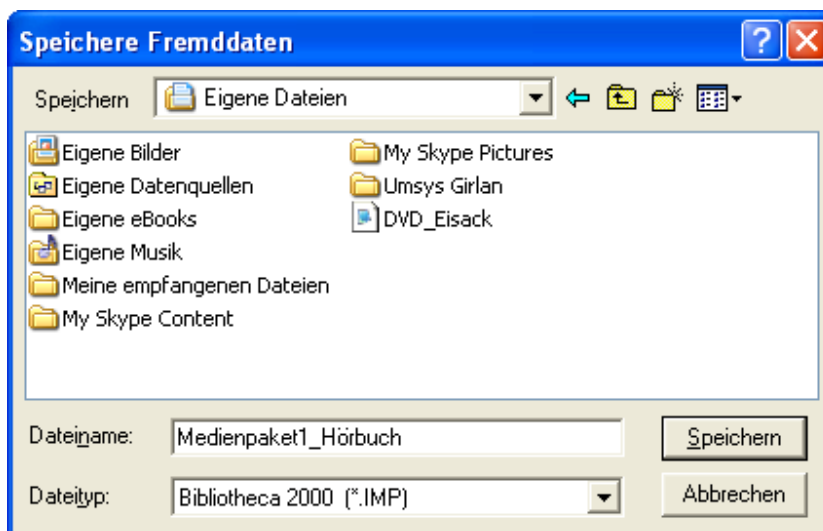 Speichere Fremddaten
Speichern Eigene Dateien
Eigene Bilder
Eigene Datenquellen
Eigene eBooks
Eigene Musik
Meine empfangenen Dateien
My Skype Content
My Skype Pictures
Umsys Girlan
DVD_Eisack
Dateiname: Medienpaket1_Hörbuch Speichern
Dateityp: Bibliotheca 2000 (*.IMP) Abbrechen